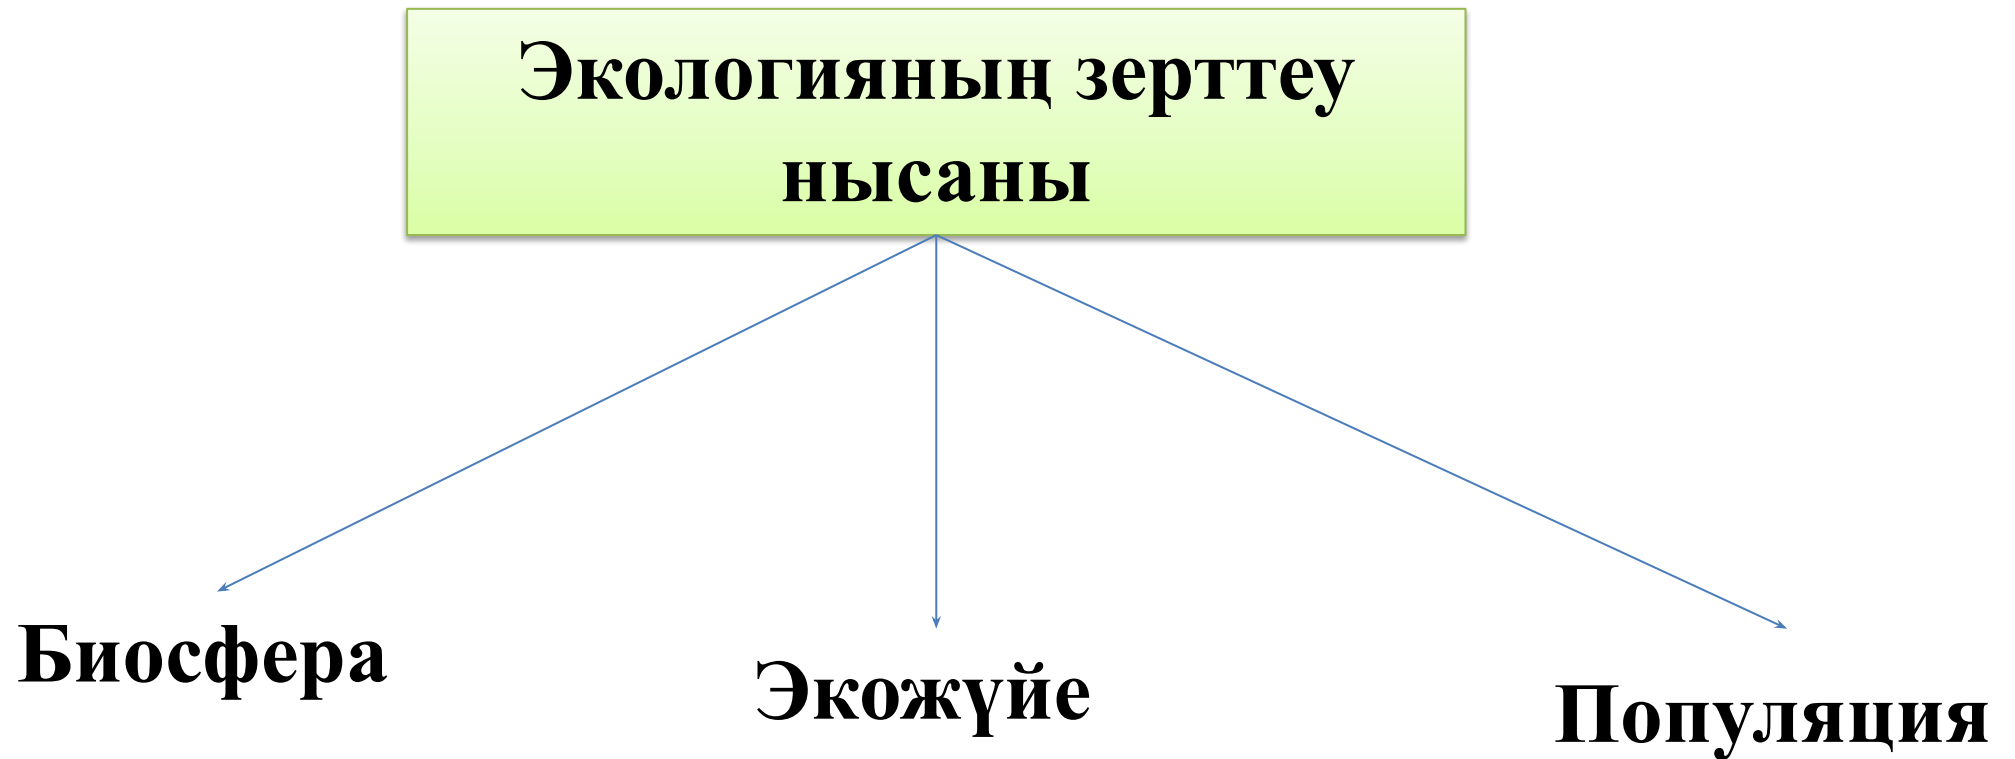 Экологияның зерттеу
нысаны
Биосфера
Экожүйе
Популяция